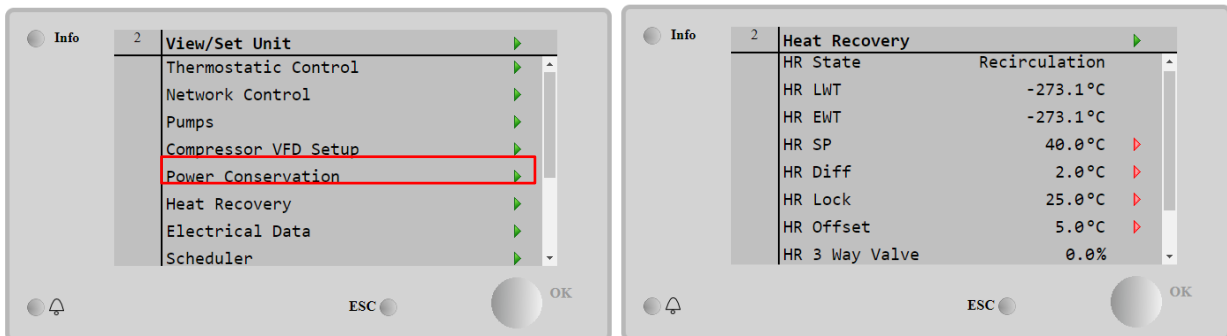 Info
2 View/Set Unit
Thermostatic Control
Network Control
Pumps
Compressor VFD Setup
Power Conservation
Heat Recovery
Electrical Data
Scheduler
ESC
OK
Info
2 Heat Recovery
HR State Recirculation
HR LWT -273.1°C
HR EWT -273.1°C
HR SP 40.0°C
HR Diff 2.0°C
HR Lock 25.0°C
HR Offset 5.0°C
HR 3 Way Valve 0.0%
ESC
OK